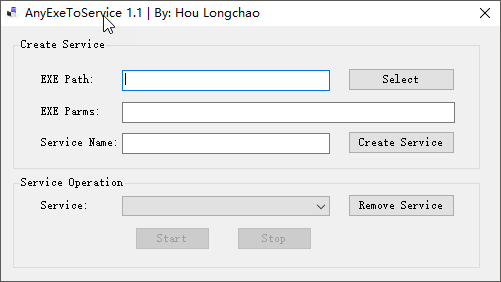 AnyExeToService 1.1 | By: Hou Longchao
Create Service
EXE Path:
Select
EXE Parms:
Service Name:
Create Service
Service Operation
Service:
Remove Service
Start
Stop